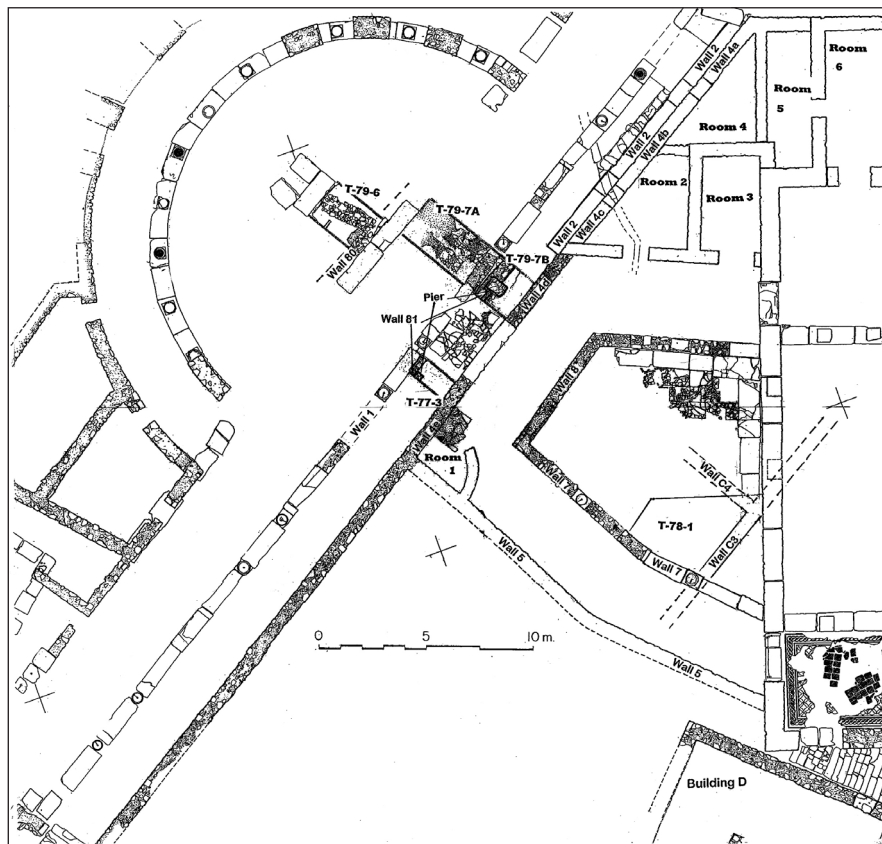 Wall 2
Wall 4a
Room
6
Room
5
Wall 2
Wall 4b
Room 4
T-79-6
Room 2
Room 3
T-79-7A
Wall 2
Wall 4c
Wall 80
T-79-7B
Wall 4d
Pier
Wall 81
Wall 8
T-77-3
Wall 1
Wall 4e
Room
1
Wall C4
Wall 7
T-78-1
Wall C3
Wall 5
Wall 7
0 5 10 m.
Wall 5
Building D